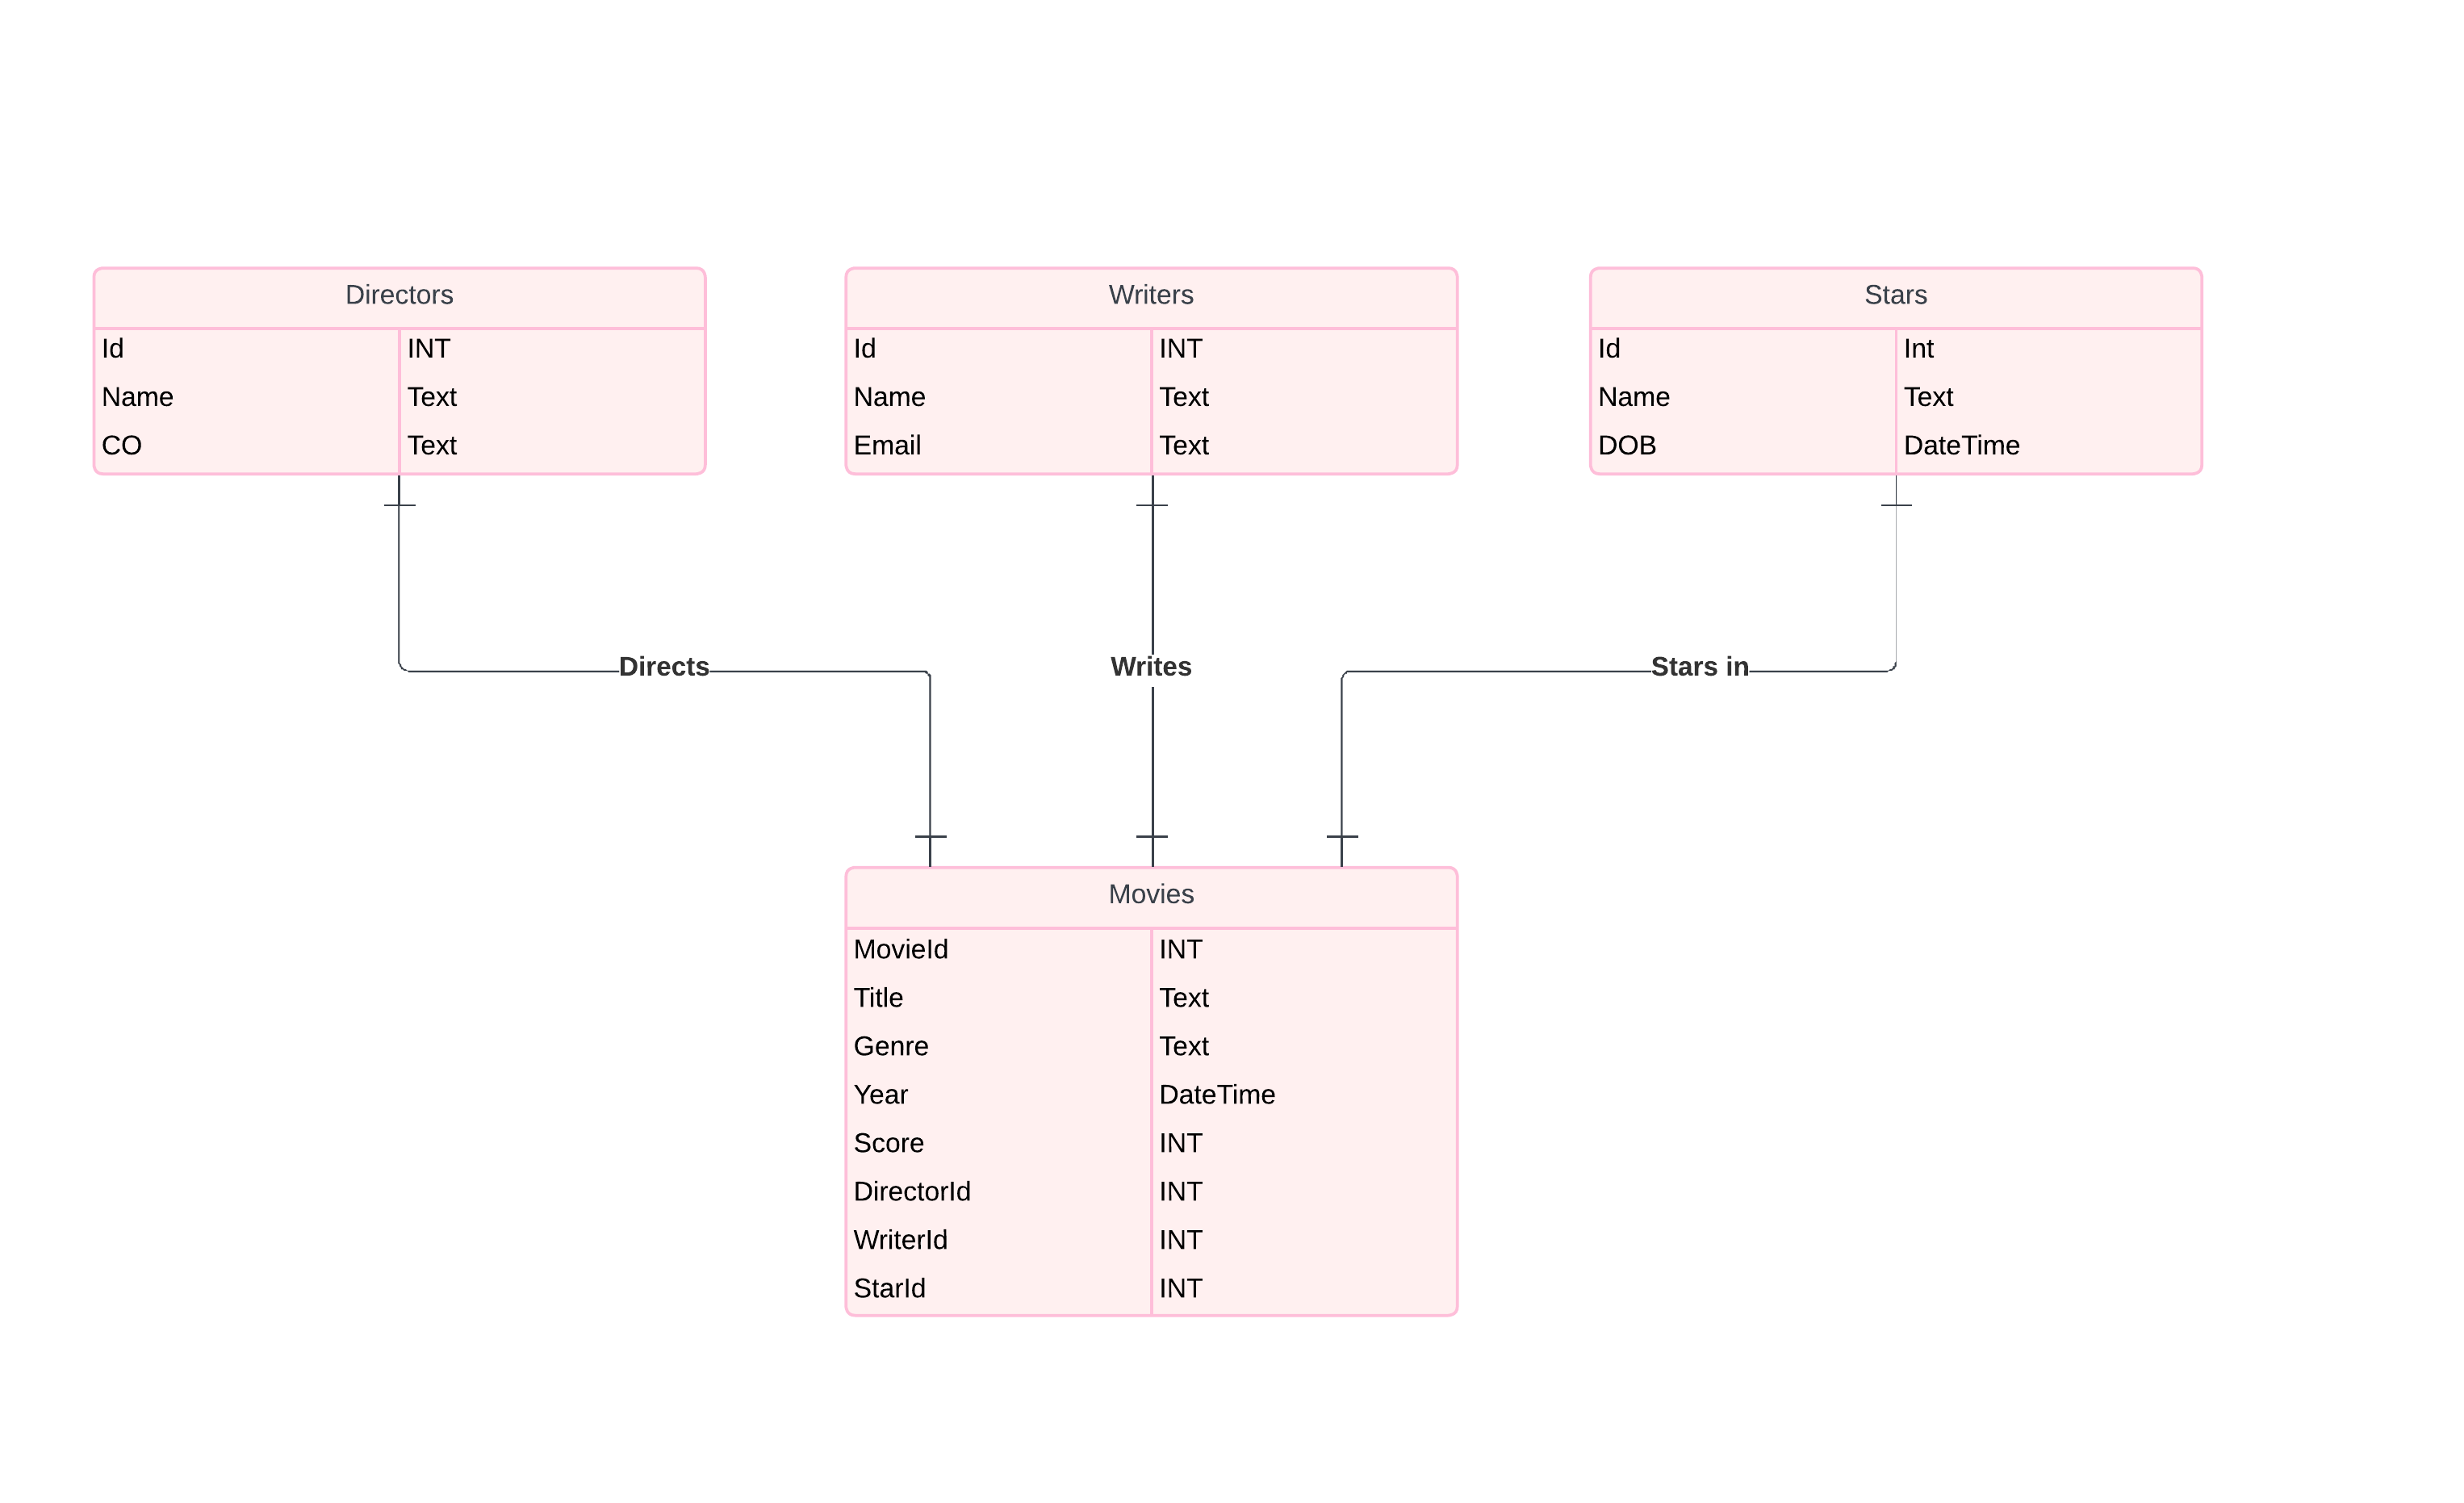 Directors
Id INT
Name Text
CO Text
Writers
Id INT
Name Text
Email Text
Stars
Id Int
Name Text
DOB DateTime
Directs
Writes
Stars in
Movies
MovieId INT
Title Text
Genre Text
Year DateTime
Score INT
DirectorId INT
WriterId INT
StarId INT